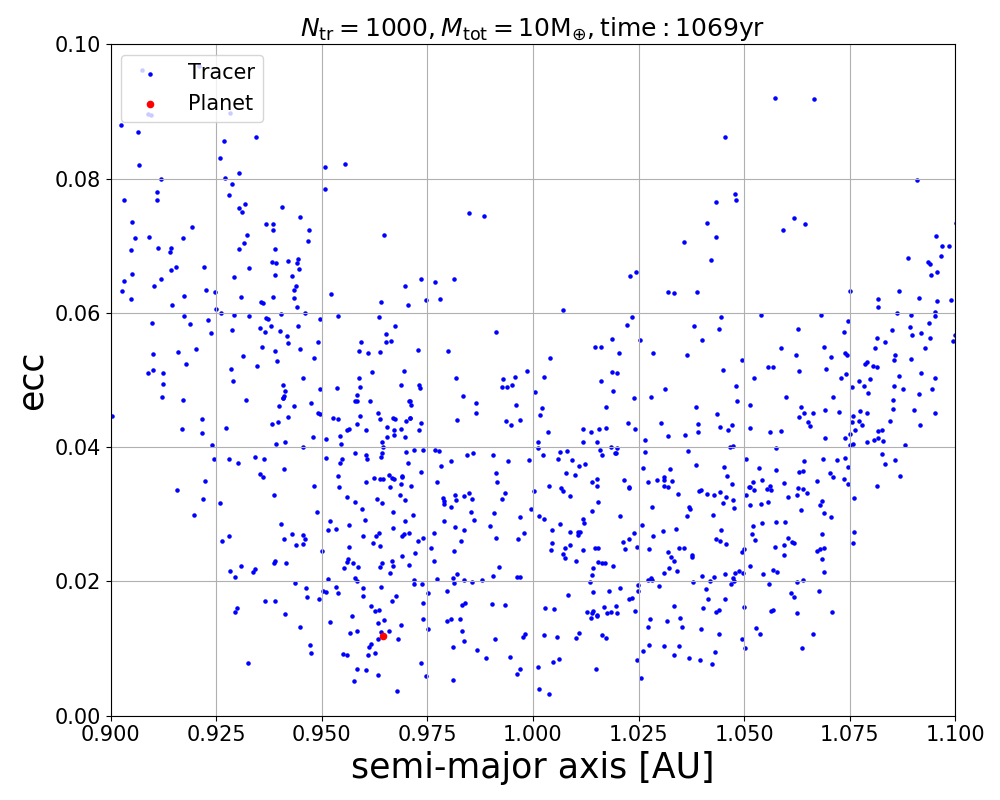 N_tr = 1000, M_tot = 10M_⊕, time : 1069yr
Tracer
Planet
0.10
0.08
0.06
0.04
0.02
0.00
ecc
0.900 0.925 0.950 0.975 1.000 1.025 1.050 1.075 1.100
semi-major axis [AU]